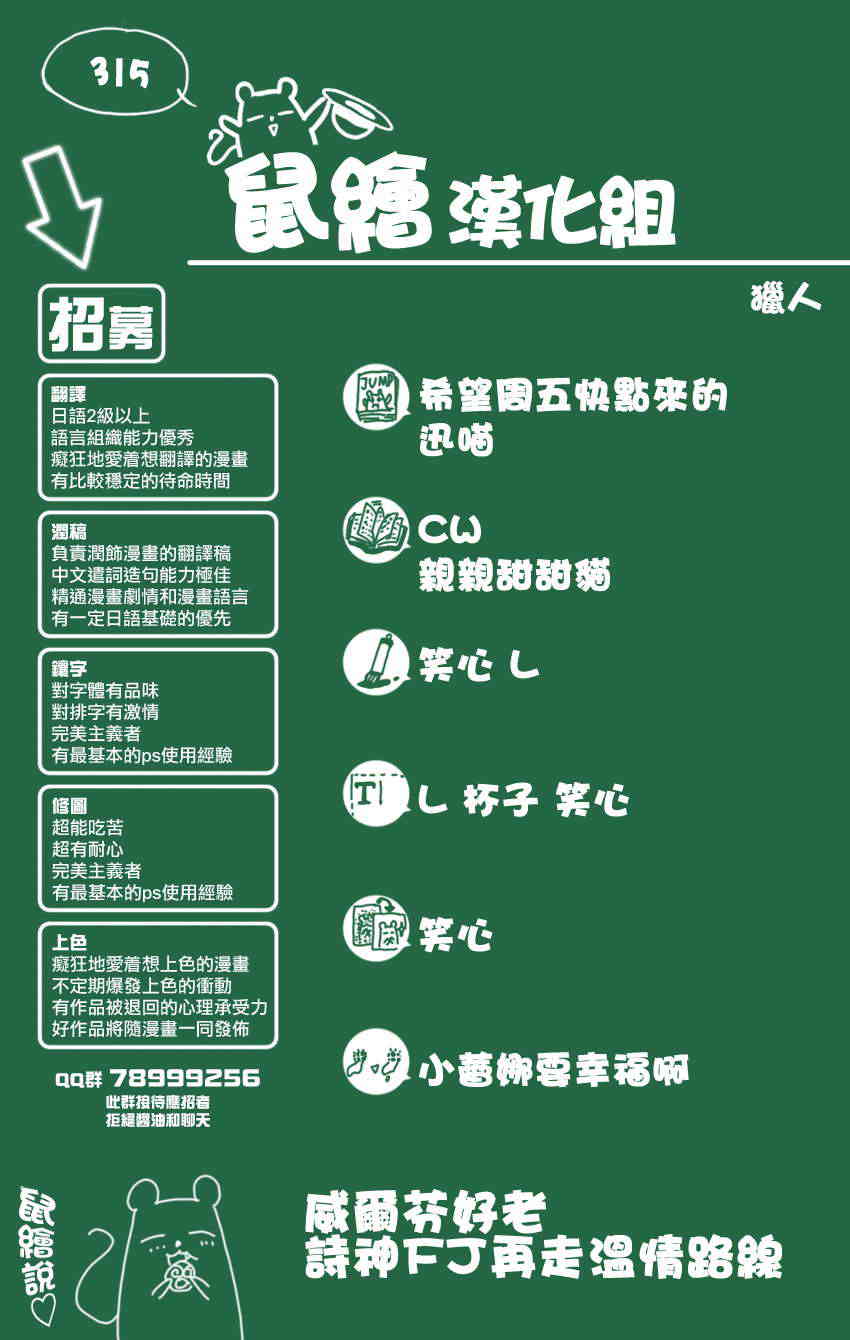 315
鼠繪漢化組
獵人
招募
翻譯
日語2級以上
語言組織能力優秀
癡狂地愛着想翻譯的漫畫
有比較穩定的待命時間
潤稿
負責潤飾漫畫的翻譯稿
中文遣詞造句能力極佳
精通漫畫劇情和漫畫語言
有一定日語基礎的優先
鑲字
對字體有品味
對排字有激情
完美主義者
有最基本的ps使用經驗
修圖
超能吃苦
超有耐心
完美主義者
有最基本的ps使用經驗
上色
癡狂地愛着想上色的漫畫
不定期爆發上色的衝動
有作品被退回的心理承受力
好作品將隨漫畫一同發佈
QQ群 78999256
此群接待應招者
拒絕醬油和聊天
JUMP
希望周五快點來的
迅喵
CW
親親甜甜貓
笑心 L
T
L 杯子 笑心
笑心
小蕾娜要幸福啊
鼠繪說♡
威爾芬好老
詩神FJ再走溫情路線